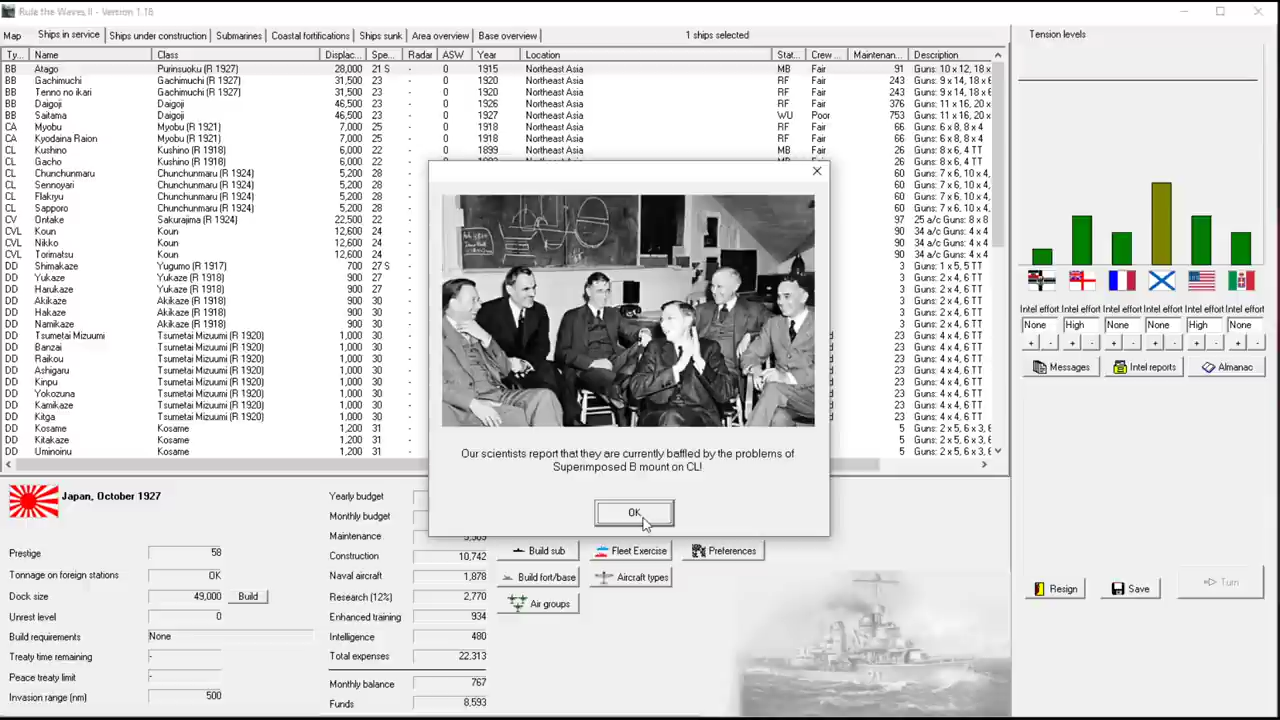 Rule the Waves II - Version 1.16
Map Ships in service Ships under construction Submarines Coastal fortifications Ships sunk Area overview Base overview 1 ships selected Tension levels
Ty... Name Class Displac... Spe... Radar ASW Year Location Stat... Crew ... Maintenan... Description
BB Atago Purinsuoku (R 1927) 28,000 21 S - 0 1915 Northeast Asia MB Fair 91 Guns: 10 x 12, 18 x
BB Gachimuchi Gachimuchi (R 1927) 31,500 23 - 0 1920 Northeast Asia RF Fair 243 Guns: 9 x 14, 18 x 6
BB Tenno no ikari Gachimuchi (R 1927) 31,500 23 - 0 1920 Northeast Asia RF Fair 243 Guns: 9 x 14, 18 x 6
BB Daigoji Daigoji 46,500 23 - 0 1926 Northeast Asia RF Fair 376 Guns: 11 x 16, 20 x
BB Saitama Daigoji 46,500 23 - 0 1927 Northeast Asia WU Poor 753 Guns: 11 x 16, 20 x
CA Myobu Myobu (R 1921) 7,000 25 - 0 1918 Northeast Asia RF Fair 66 Guns: 6 x 8, 8 x 4
CA Kyodaina Raion Myobu (R 1921) 7,000 25 - 0 1918 Northeast Asia RF Fair 66 Guns: 6 x 8, 8 x 4
CL Kushino Kushino (R 1918) 6,000 22 - 0 1899 Northeast Asia MB Fair 26 Guns: 8 x 6, 4 TT
CL Gacho Kushino (R 1918) 6,000 22 26 Guns: 8 x 6, 4 TT
CL Chunchunmaru Chunchunmaru (R 1924) 5,200 28 60 Guns: 7 x 6, 10 x 4,
CL Sennoyari Chunchunmaru (R 1924) 5,200 28 60 Guns: 7 x 6, 10 x 4,
CL Flakryu Chunchunmaru (R 1924) 5,200 28 60 Guns: 7 x 6, 10 x 4,
CL Sapporo Chunchunmaru (R 1924) 5,200 28 60 Guns: 7 x 6, 10 x 4,
CV Ontake Sakurajima (R 1924) 22,500 25 97 25 a/c Guns: 8 x 8
CVL Koun Koun 12,600 24 90 34 a/c Guns: 4 x 6
CVL Nikko Koun 12,600 24 90 34 a/c Guns: 4 x 6
CVL Torimatsu Koun 12,600 24 90 34 a/c Guns: 4 x 6
DD Shimakaze Yugumo (R 1917) 700 27 S 3 Guns: 1 x 5, 5 TT
DD Yukaze Yukaze (R 1918) 900 27 3 Guns: 2 x 4, 6 TT
DD Harukaze Yukaze (R 1918) 900 27 3 Guns: 2 x 4, 6 TT
DD Akikaze Akikaze (R 1918) 900 30 3 Guns: 2 x 4, 6 TT
DD Hakaze Akikaze (R 1918) 900 30 3 Guns: 2 x 4, 6 TT
DD Namikaze Akikaze (R 1918) 900 30 3 Guns: 2 x 4, 6 TT
DD Tsumetai Mizuumi Tsumetai Mizuumi (R 1920) 1,000 30 23 Guns: 4 x 4, 6 TT
DD Banzai Tsumetai Mizuumi (R 1920) 1,000 30 23 Guns: 4 x 4, 6 TT
DD Raikou Tsumetai Mizuumi (R 1920) 1,000 30 23 Guns: 4 x 4, 6 TT
DD Ashigaru Tsumetai Mizuumi (R 1920) 1,000 30 23 Guns: 4 x 4, 6 TT
DD Kinpu Tsumetai Mizuumi (R 1920) 1,000 30 23 Guns: 4 x 4, 6 TT
DD Yokozuna Tsumetai Mizuumi (R 1920) 1,000 30 23 Guns: 4 x 4, 6 TT
DD Kamikaze Tsumetai Mizuumi (R 1920) 1,000 30 23 Guns: 4 x 4, 6 TT
DD Kitga Tsumetai Mizuumi (R 1920) 1,000 30 23 Guns: 4 x 4, 6 TT
DD Kosame Kosame 1,200 31 5 Guns: 2 x 5, 6 x 3,
DD Kitakaze Kosame 1,200 31 5 Guns: 2 x 5, 6 x 3,
DD Uminoinu Kosame 1,200 31 5 Guns: 2 x 5, 6 x 3,
Our scientists report that they are currently baffled by the problems of
Superimposed B mount on CL!
OK
Intel effort Intel effort Intel effort Intel effort Intel effort Intel effort
None High None None High None
+ - + - + - + - + - + -
Messages Intel reports Almanac
Japan, October 1927
Prestige 58
Tonnage on foreign stations OK
Dock size 49,000 Build
Unrest level 0
Build requirements None
Treaty time remaining -
Peace treaty limit -
Invasion range (nm) 500
Yearly budget
Monthly budget
Maintenance
Construction 10,742
Naval aircraft 1,878
Research (12%) 2,770
Enhanced training 934
Intelligence 480
Total expenses 22,313
Monthly balance 767
Funds 8,593
Build sub Fleet Exercise Preferences
Build fort/base Aircraft types
Air groups
Resign Save Turn